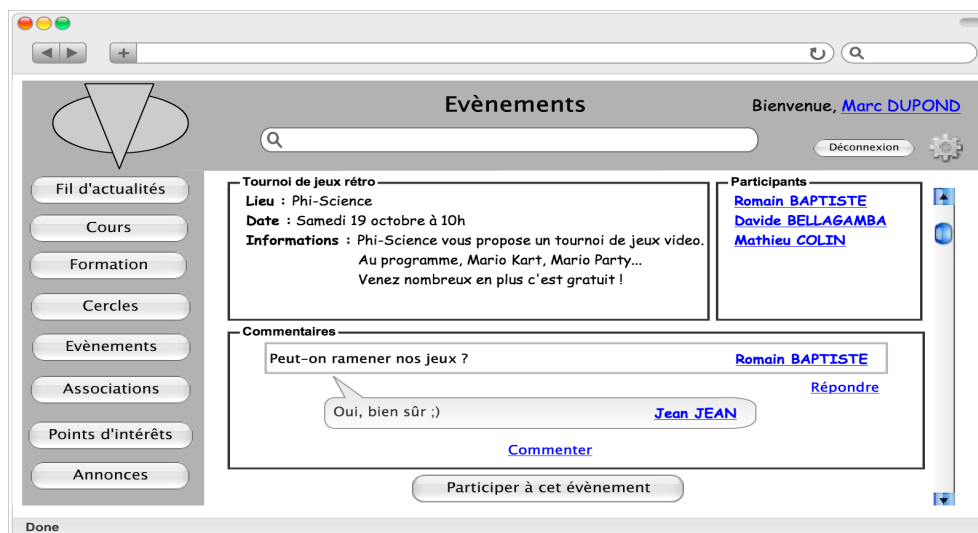 Evènements
Bienvenue, Marc DUPOND
Déconnexion
Fil d'actualités
Cours
Formation
Cercles
Evènements
Associations
Points d'intérêts
Annonces
Tournoi de jeux rétro
Lieu : Phi-Science
Date : Samedi 19 octobre à 10h
Informations : Phi-Science vous propose un tournoi de jeux video.
Au programme, Mario Kart, Mario Party...
Venez nombreux en plus c'est gratuit !
Participants
Romain BAPTISTE
Davide BELLAGAMBA
Mathieu COLIN
Commentaires
Peut-on ramener nos jeux ? Romain BAPTISTE
Répondre
Oui, bien sûr ;) Jean JEAN
Commenter
Participer à cet évènement
Done